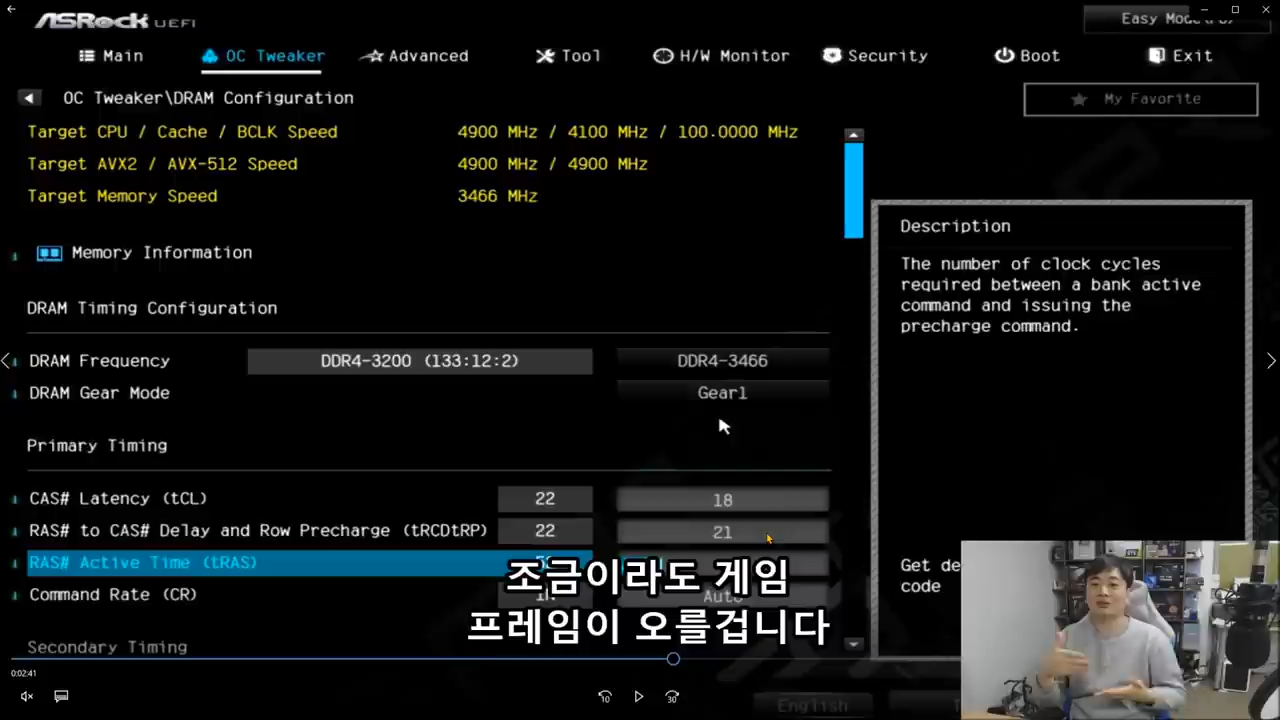 ASRock UEFI
Easy Mode
Main OC Tweaker Advanced Tool H/W Monitor Security Boot Exit
OC Tweaker\DRAM Configuration
My Favorite
Target CPU / Cache / BCLK Speed 4900 MHz / 4100 MHz / 100.0000 MHz
Target AVX2 / AVX-512 Speed 4900 MHz / 4900 MHz
Target Memory Speed 3466 MHz
Memory Information
DRAM Timing Configuration
DRAM Frequency DDR4-3200 (133:12:2) DDR4-3466
DRAM Gear Mode Gear1
Primary Timing
CAS# Latency (tCL) 22 18
RAS# to CAS# Delay and Row Precharge (tRCDtRP) 22 21
RAS# Active Time (tRAS)
Command Rate (CR) Auto
Secondary Timing
Description
The number of clock cycles
required between a bank active
command and issuing the
precharge command.
Get
code
조금이라도 게임
프레임이 오를겁니다
0:02:41
10
30
English